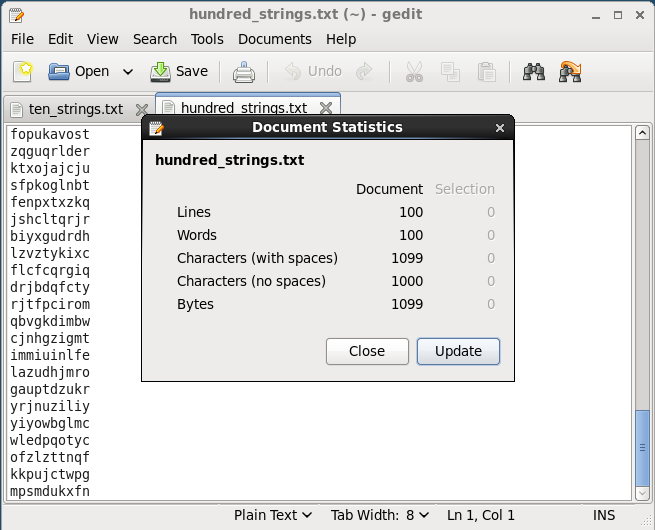 hundred_strings.txt (~) - gedit
File Edit View Search Tools Documents Help
Open Save Undo
ten_strings.txt hundred_strings.txt
fopukavost
zqguqrlder
ktxojajcju
sfpkoglnbt
fenpxtxzkq
jshcltqrjr
biyxgudrdh
lzvztykixc
flcfcqrgiq
drjbdqfcty
rjtfpcirom
qbvgkdimbw
cjnhgzigmt
immiuinlfe
lazudhjmro
gauptdzukr
yrjnuziliy
yiyowbglmc
wledpqotyc
ofzlzttnqf
kkpujctwpg
mpsmdukxfn
Document Statistics
hundred_strings.txt
Document Selection
Lines 100 0
Words 100 0
Characters (with spaces) 1099 0
Characters (no spaces) 1000 0
Bytes 1099 0
Close Update
Plain Text Tab Width: 8 Ln 1, Col 1 INS